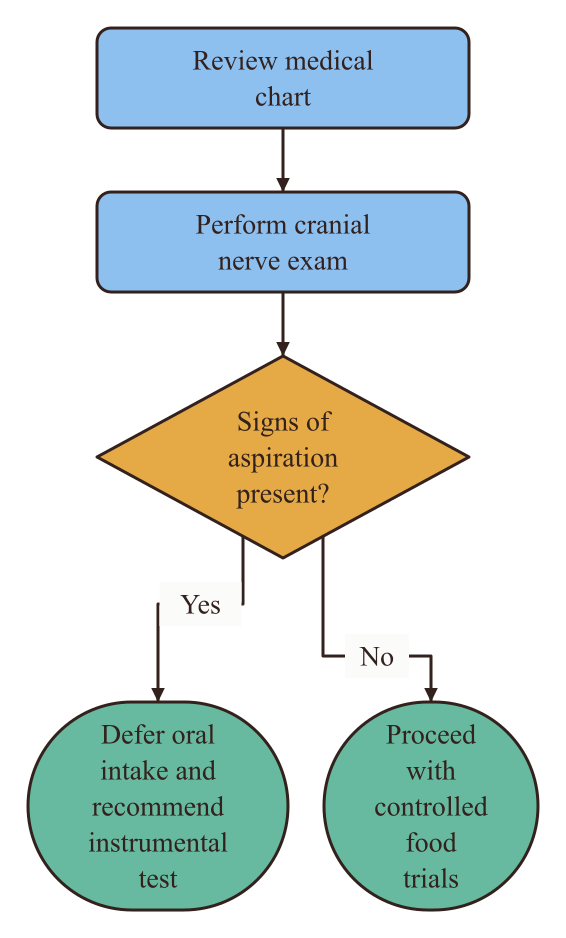 Review medical
chart
Perform cranial
nerve exam
Signs of
aspiration
present?
Yes
No
Defer oral
intake and
recommend
instrumental
test
Proceed
with
controlled
food
trials